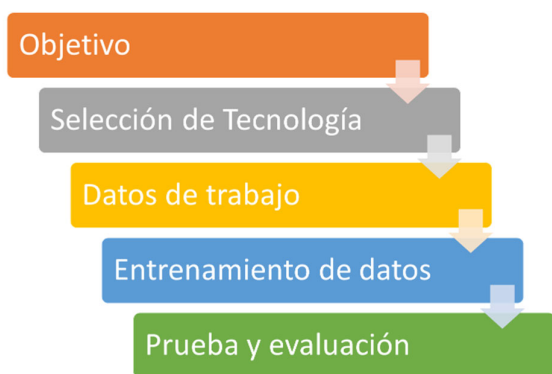 Objetivo
Selección de Tecnología
Datos de trabajo
Entrenamiento de datos
Prueba y evaluación